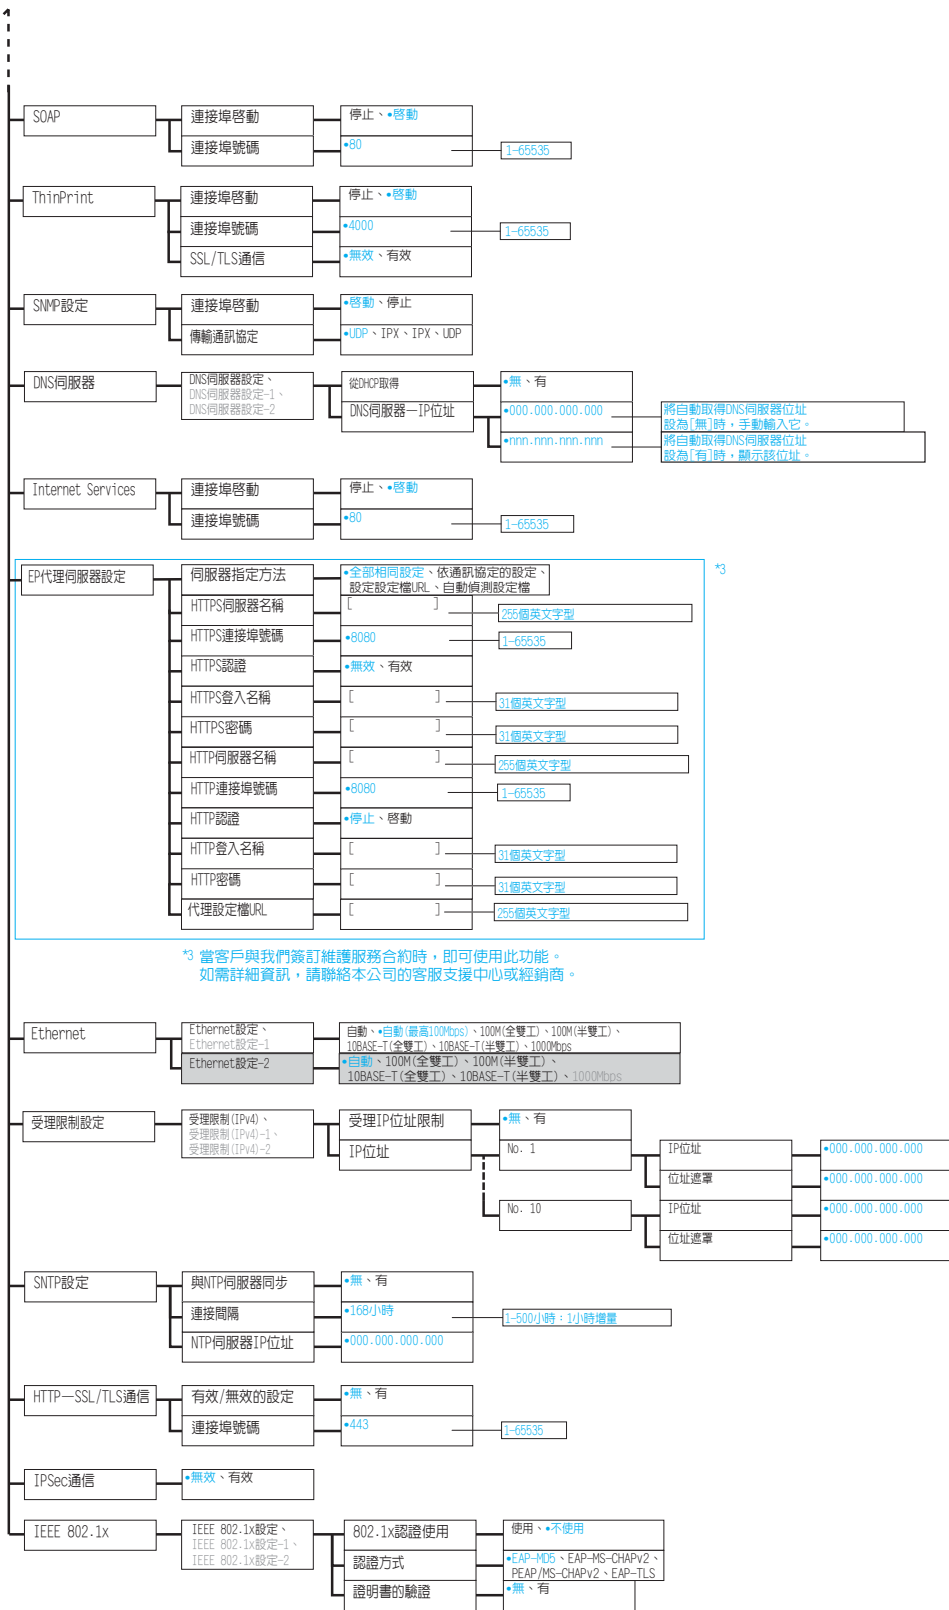 SOAP
連接埠啓動
停止、•啓動
連接埠號碼
•80
1-65535
ThinPrint
連接埠啓動
停止、•啓動
連接埠號碼
•4000
1-65535
SSL/TLS通信
•無效、有效
SNMP設定
連接埠啓動
•啓動、停止
傳輸通訊協定
•UDP、IPX、IPX、UDP
DNS伺服器
DNS伺服器設定、
DNS伺服器設定-1、
DNS伺服器設定-2
從DHCP取得
•無、有
DNS伺服器—IP位址
•000.000.000.000
將自動取得DNS伺服器位址
設為[無]時，手動輸入它。
•nnn.nnn.nnn.nnn
將自動取得DNS伺服器位址
設為[有]時，顯示該位址。
Internet Services
連接埠啓動
停止、•啓動
連接埠號碼
•80
1-65535
*3
EP代理伺服器設定
伺服器指定方法
•全部相同設定、依通訊協定的設定、
設定設定檔URL、自動偵測設定檔
HTTPS伺服器名稱
[ ]
255個英文字型
HTTPS連接埠號碼
•8080
1-65535
HTTPS認證
•無效、有效
HTTPS登入名稱
[ ]
31個英文字型
HTTPS密碼
[ ]
31個英文字型
HTTP伺服器名稱
[ ]
255個英文字型
HTTP連接埠號碼
•8080
1-65535
HTTP認證
•停止、啓動
HTTP登入名稱
[ ]
31個英文字型
HTTP密碼
[ ]
31個英文字型
代理設定檔URL
[ ]
255個英文字型
*3 當客戶與我們簽訂維護服務合約時，即可使用此功能。
如需詳細資訊，請聯絡本公司的客服支援中心或經銷商。
Ethernet
Ethernet設定、
Ethernet設定-1
自動、•自動(最高100Mbps)、100M(全雙工)、100M(半雙工)、
10BASE-T(全雙工)、10BASE-T(半雙工)、1000Mbps
Ethernet設定-2
•自動、100M(全雙工)、100M(半雙工)、
10BASE-T(全雙工)、10BASE-T(半雙工)、1000Mbps
受理限制設定
受理限制(IPv4)、
受理限制(IPv4)-1、
受理限制(IPv4)-2
受理IP位址限制
•無、有
IP位址
No. 1
IP位址
•000.000.000.000
位址遮罩
•000.000.000.000
No. 10
IP位址
•000.000.000.000
位址遮罩
•000.000.000.000
SNTP設定
與NTP伺服器同步
•無、有
連接間隔
•168小時
1-500小時：1小時增量
NTP伺服器IP位址
•000.000.000.000
HTTP—SSL/TLS通信
有效/無效的設定
•無、有
連接埠號碼
•443
1-65535
IPSec通信
•無效、有效
IEEE 802.1x
IEEE 802.1x設定、
IEEE 802.1x設定-1、
IEEE 802.1x設定-2
802.1x認證使用
使用、•不使用
認證方式
•EAP-MD5、EAP-MS-CHAPv2、
PEAP/MS-CHAPv2、EAP-TLS
證明書的驗證
•無、有